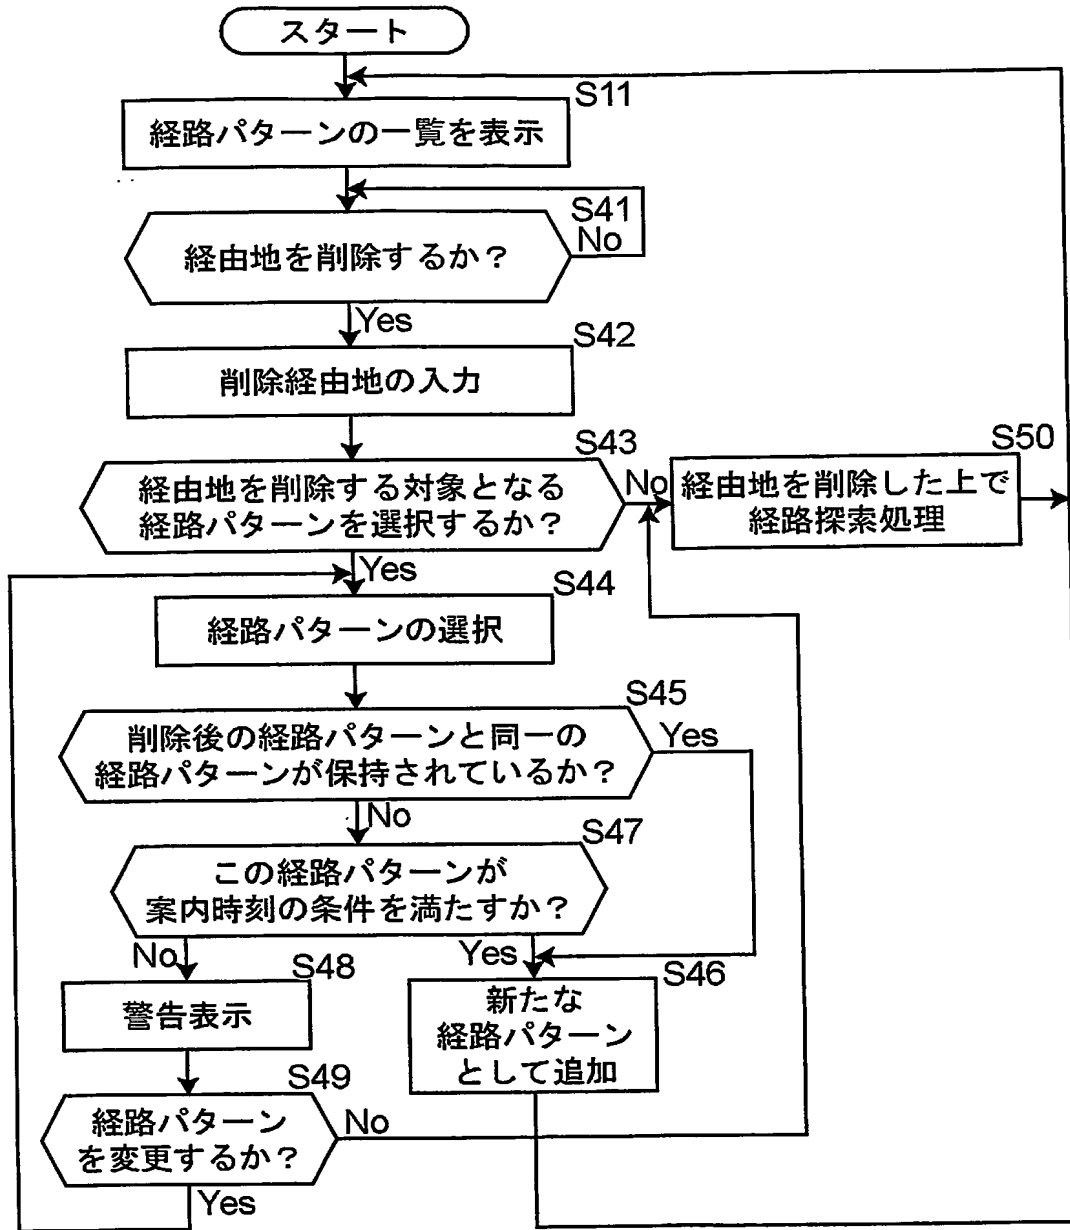 スタート
S11
経路パターンの一覧を表示
S41
経由地を削除するか？
No
Yes
S42
削除経由地の入力
S43
経由地を削除する対象となる
経路パターンを選択するか？
No
S50
経由地を削除した上で
経路探索処理
Yes
S44
経路パターンの選択
S45
削除後の経路パターンと同一の
経路パターンが保持されているか？
Yes
No
S47
この経路パターンが
案内時刻の条件を満たすか？
No
Yes
S48
警告表示
S46
新たな
経路パターン
として追加
S49
経路パターン
を変更するか？
No
Yes